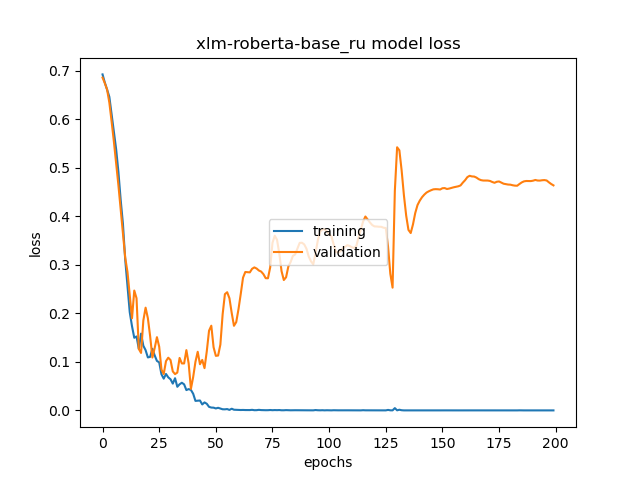 xlm-roberta-base_ru model loss
loss
0.7
0.6
0.5
0.4
0.3
0.2
0.1
0.0
training
validation
0 25 50 75 100 125 150 175 200
epochs